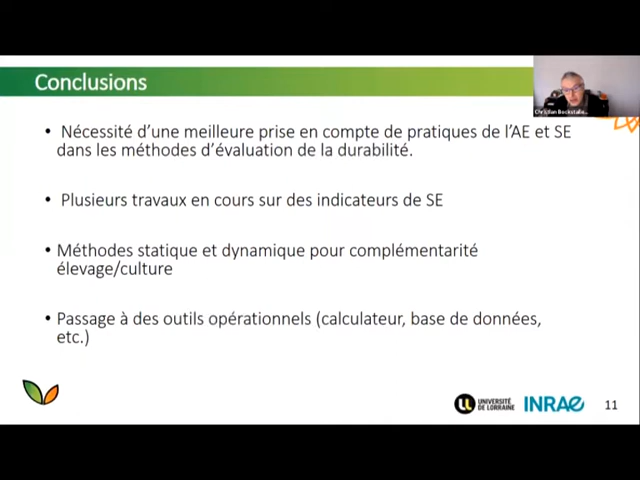 Conclusions
Christian Bockstalle...
• Nécessité d'une meilleure prise en compte de pratiques de l'AE et SE
dans les méthodes d'évaluation de la durabilité.
• Plusieurs travaux en cours sur des indicateurs de SE
• Méthodes statique et dynamique pour complémentarité
élevage/culture
• Passage à des outils opérationnels (calculateur, base de données,
etc.)
UNIVERSITÉ
DE LORRAINE
INRAE
11